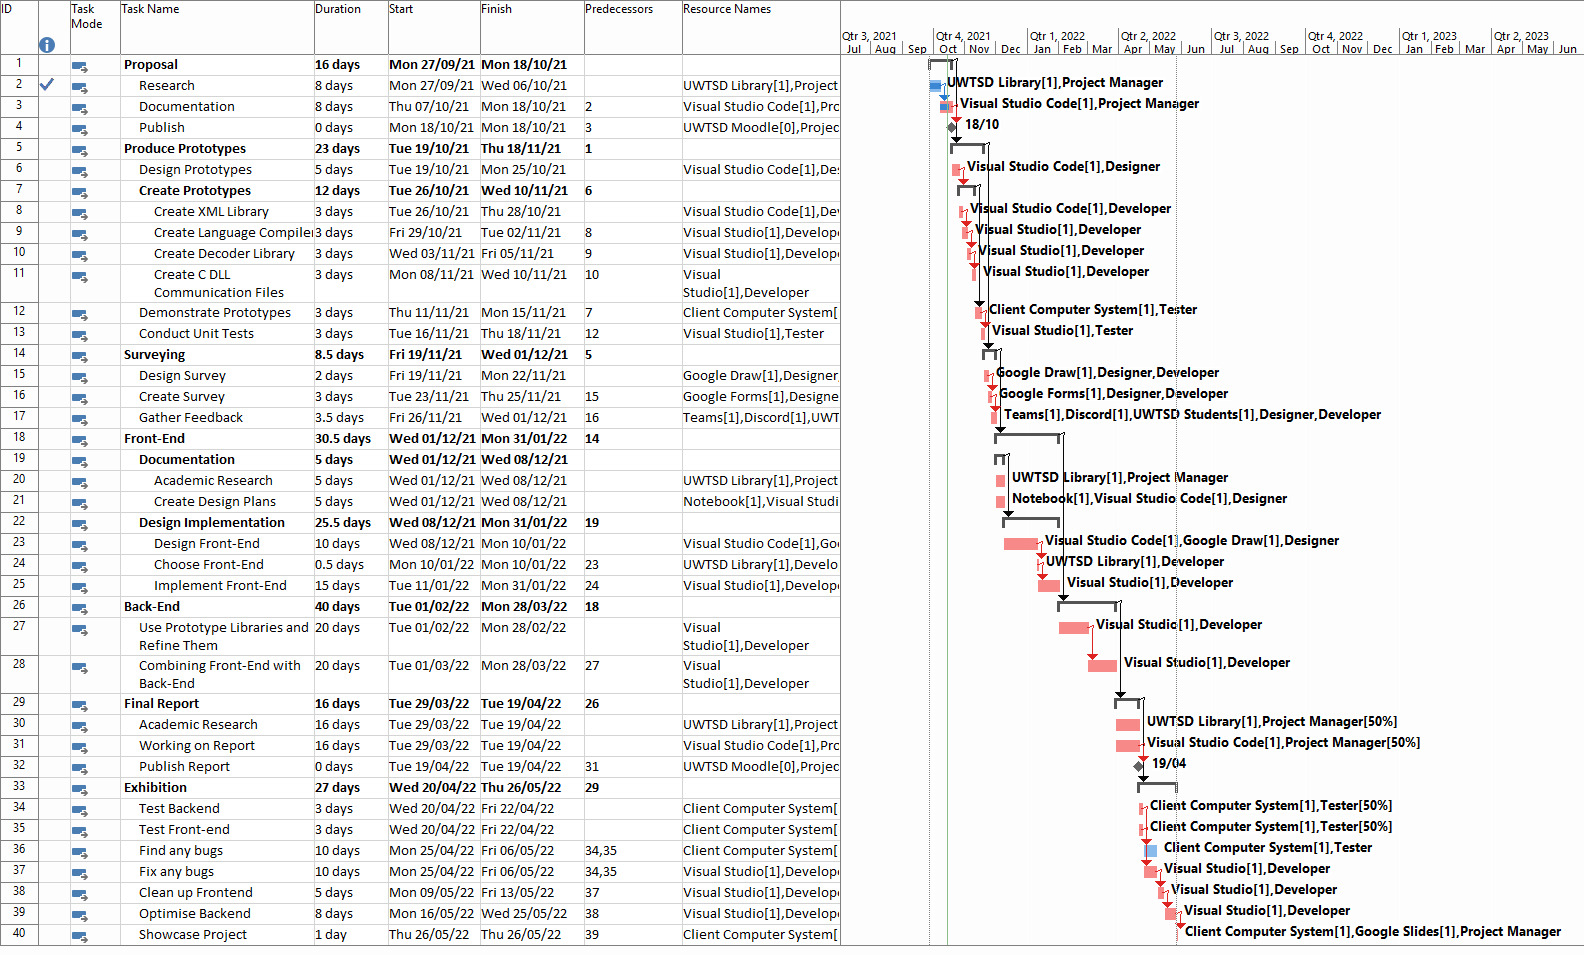 ID Task Mode Task Name Duration Start Finish Predecessors Resource Names
Qtr 3, 2021 Qtr 4, 2021 Qtr 1, 2022 Qtr 2, 2022 Qtr 3, 2022 Qtr 4, 2022 Qtr 1, 2023 Qtr 2, 2023
Jul Aug Sep Oct Nov Dec Jan Feb Mar Apr May Jun Jul Aug Sep Oct Nov Dec Jan Feb Mar Apr May Jun
1 Proposal 16 days Mon 27/09/21 Mon 18/10/21
2 Research 8 days Mon 27/09/21 Wed 06/10/21 UWTSD Library[1],Project UWTSD Library[1],Project Manager
3 Documentation 8 days Thu 07/10/21 Mon 18/10/21 2 Visual Studio Code[1],Prc Visual Studio Code[1],Project Manager
4 Publish 0 days Mon 18/10/21 Mon 18/10/21 3 UWTSD Moodle[0],Projec 18/10
5 Produce Prototypes 23 days Tue 19/10/21 Thu 18/11/21 1
6 Design Prototypes 5 days Tue 19/10/21 Mon 25/10/21 Visual Studio Code[1],De Visual Studio Code[1],Designer
7 Create Prototypes 12 days Tue 26/10/21 Wed 10/11/21 6
8 Create XML Library 3 days Tue 26/10/21 Thu 28/10/21 Visual Studio Code[1],De Visual Studio Code[1],Developer
9 Create Language Compiler 3 days Fri 29/10/21 Tue 02/11/21 8 Visual Studio[1],Develop Visual Studio[1],Developer
10 Create Decoder Library 3 days Wed 03/11/21 Fri 05/11/21 9 Visual Studio[1],Develop Visual Studio[1],Developer
11 Create C DLL Communication Files 3 days Mon 08/11/21 Wed 10/11/21 10 Visual Studio[1],Developer Visual Studio[1],Developer
12 Demonstrate Prototypes 3 days Thu 11/11/21 Mon 15/11/21 7 Client Computer System[ Client Computer System[1],Tester
13 Conduct Unit Tests 3 days Tue 16/11/21 Thu 18/11/21 12 Visual Studio[1],Tester Visual Studio[1],Tester
14 Surveying 8.5 days Fri 19/11/21 Wed 01/12/21 5
15 Design Survey 2 days Fri 19/11/21 Mon 22/11/21 Google Draw[1],Designer, Google Draw[1],Designer,Developer
16 Create Survey 3 days Tue 23/11/21 Thu 25/11/21 15 Google Forms[1],Designe Google Forms[1],Designer,Developer
17 Gather Feedback 3.5 days Fri 26/11/21 Wed 01/12/21 16 Teams[1],Discord[1],UWT Teams[1],Discord[1],UWTSD Students[1],Designer,Developer
18 Front-End 30.5 days Wed 01/12/21 Mon 31/01/22 14
19 Documentation 5 days Wed 01/12/21 Wed 08/12/21
20 Academic Research 5 days Wed 01/12/21 Wed 08/12/21 UWTSD Library[1],Project UWTSD Library[1],Project Manager
21 Create Design Plans 5 days Wed 01/12/21 Wed 08/12/21 Notebook[1],Visual Studi Notebook[1],Visual Studio Code[1],Designer
22 Design Implementation 25.5 days Wed 08/12/21 Mon 31/01/22 19
23 Design Front-End 10 days Wed 08/12/21 Mon 10/01/22 Visual Studio Code[1],Go Visual Studio Code[1],Google Draw[1],Designer
24 Choose Front-End 0.5 days Mon 10/01/22 Mon 10/01/22 23 UWTSD Library[1],Develo UWTSD Library[1],Developer
25 Implement Front-End 15 days Tue 11/01/22 Mon 31/01/22 24 Visual Studio[1],Develop Visual Studio[1],Developer
26 Back-End 40 days Tue 01/02/22 Mon 28/03/22 18
27 Use Prototype Libraries and Refine Them 20 days Tue 01/02/22 Mon 28/02/22 Visual Studio[1],Developer Visual Studio[1],Developer
28 Combining Front-End with Back-End 20 days Tue 01/03/22 Mon 28/03/22 27 Visual Studio[1],Developer Visual Studio[1],Developer
29 Final Report 16 days Tue 29/03/22 Tue 19/04/22 26
30 Academic Research 16 days Tue 29/03/22 Tue 19/04/22 UWTSD Library[1],Project UWTSD Library[1],Project Manager[50%]
31 Working on Report 16 days Tue 29/03/22 Tue 19/04/22 Visual Studio Code[1],Prc Visual Studio Code[1],Project Manager[50%]
32 Publish Report 0 days Tue 19/04/22 Tue 19/04/22 31 UWTSD Moodle[0],Projec 19/04
33 Exhibition 27 days Wed 20/04/22 Thu 26/05/22 29
34 Test Backend 3 days Wed 20/04/22 Fri 22/04/22 Client Computer System[ Client Computer System[1],Tester[50%]
35 Test Front-end 3 days Wed 20/04/22 Fri 22/04/22 Client Computer System[ Client Computer System[1],Tester[50%]
36 Find any bugs 10 days Mon 25/04/22 Fri 06/05/22 34,35 Client Computer System[ Client Computer System[1],Tester
37 Fix any bugs 10 days Mon 25/04/22 Fri 06/05/22 34,35 Visual Studio[1],Develop Visual Studio[1],Developer
38 Clean up Frontend 5 days Mon 09/05/22 Fri 13/05/22 37 Visual Studio[1],Develop Visual Studio[1],Developer
39 Optimise Backend 8 days Mon 16/05/22 Wed 25/05/22 38 Visual Studio[1],Develop Visual Studio[1],Developer
40 Showcase Project 1 day Thu 26/05/22 Thu 26/05/22 39 Client Computer System[ Client Computer System[1],Google Slides[1],Project Manager